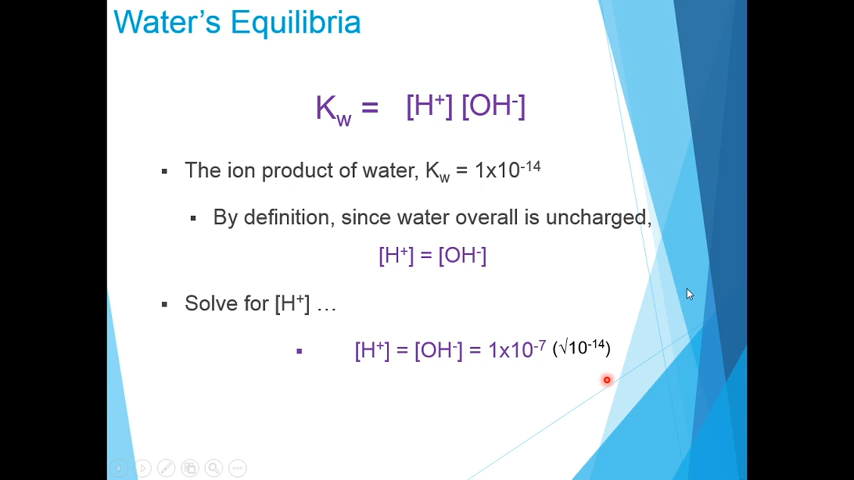 Water's Equilibria
Kw = [H+] [OH-]
▪ The ion product of water, Kw = 1x10-14
▪ By definition, since water overall is uncharged,
[H+] = [OH-]
▪ Solve for [H+] …
▪ [H+] = [OH-] = 1x10-7 (√10-14)